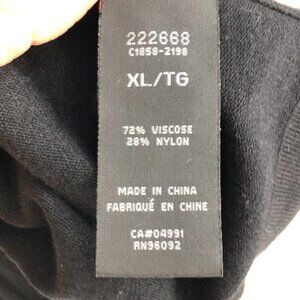 222668
C1858-2198
XL/TG
72% VISCOSE
28% NYLON
MADE IN CHINA
FABRIQUÉ EN CHINE
CA#04991
RN96092